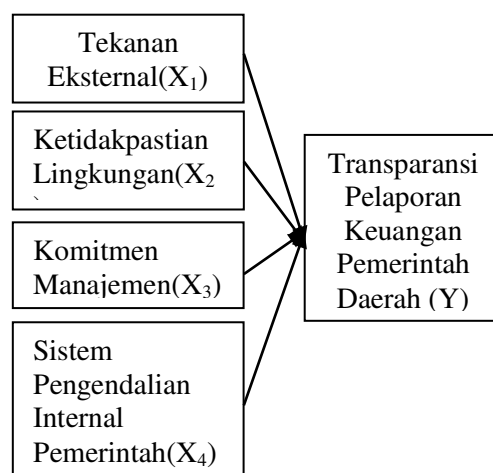 Tekanan
Eksternal(X₁)
Ketidakpastian
Lingkungan(X₂
Komitmen
Manajemen(X₃)
Sistem
Pengendalian
Internal
Pemerintah(X₄)
Transparansi
Pelaporan
Keuangan
Pemerintah
Daerah (Y)